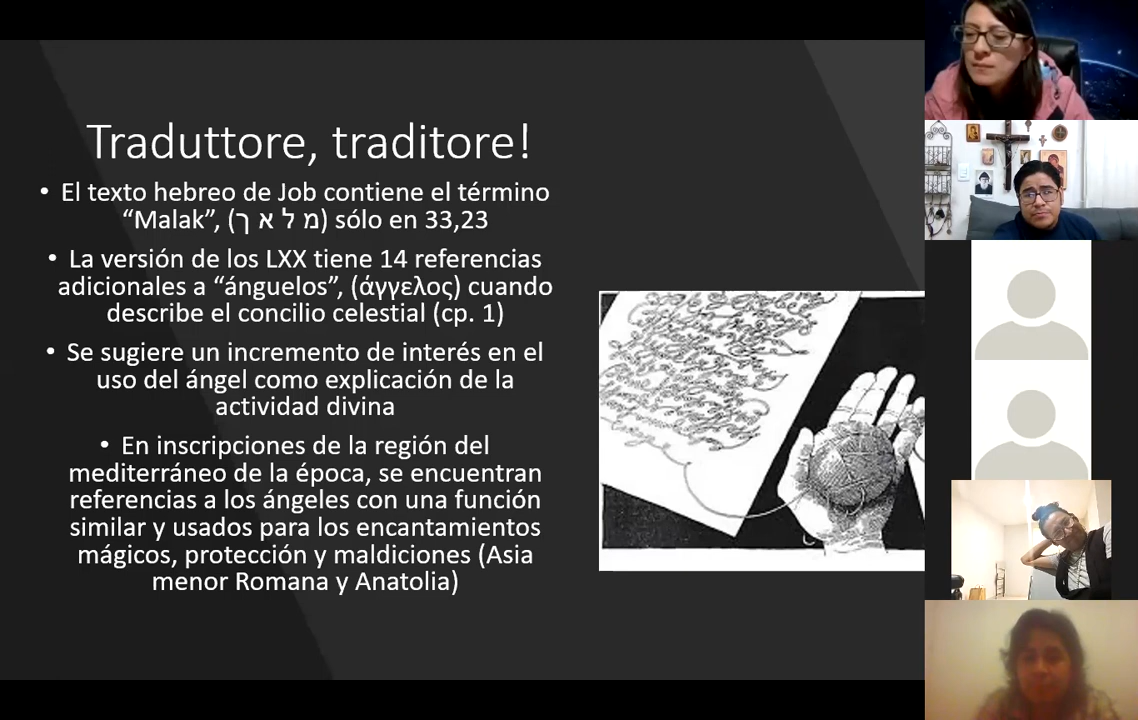 Traduttore, traditore!
• El texto hebreo de Job contiene el término
“Malak”, (מ ל א ך) sólo en 33,23
• La versión de los LXX tiene 14 referencias
adicionales a “ánguelos”, (άγγελος) cuando
describe el concilio celestial (cp. 1)
• Se sugiere un incremento de interés en el
uso del ángel como explicación de la
actividad divina
• En inscripciones de la región del
mediterráneo de la época, se encuentran
referencias a los ángeles con una función
similar y usados para los encantamientos
mágicos, protección y maldiciones (Asia
menor Romana y Anatolia)